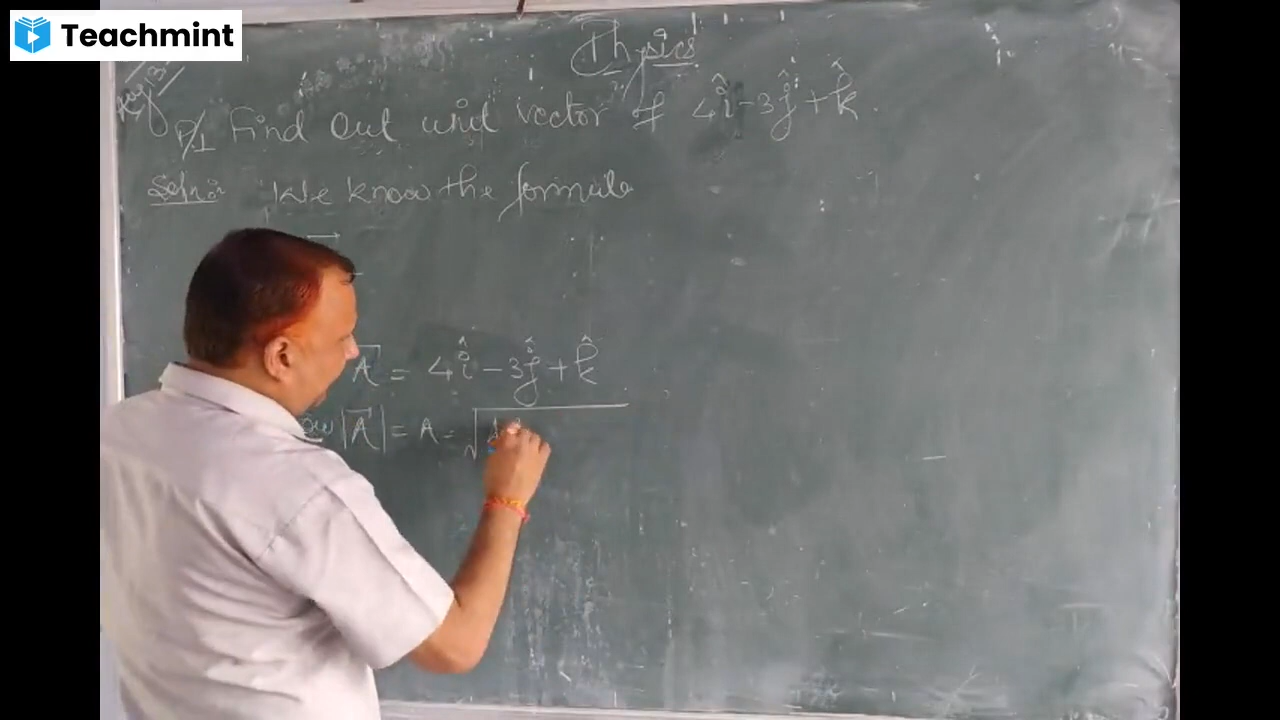 Teachmint
Physics
P/1 Find out unit vector of 4î - 3ĵ + k̂.
Soln: We know the formula
A⃗ = 4î - 3ĵ + k̂
|A⃗| = A = √